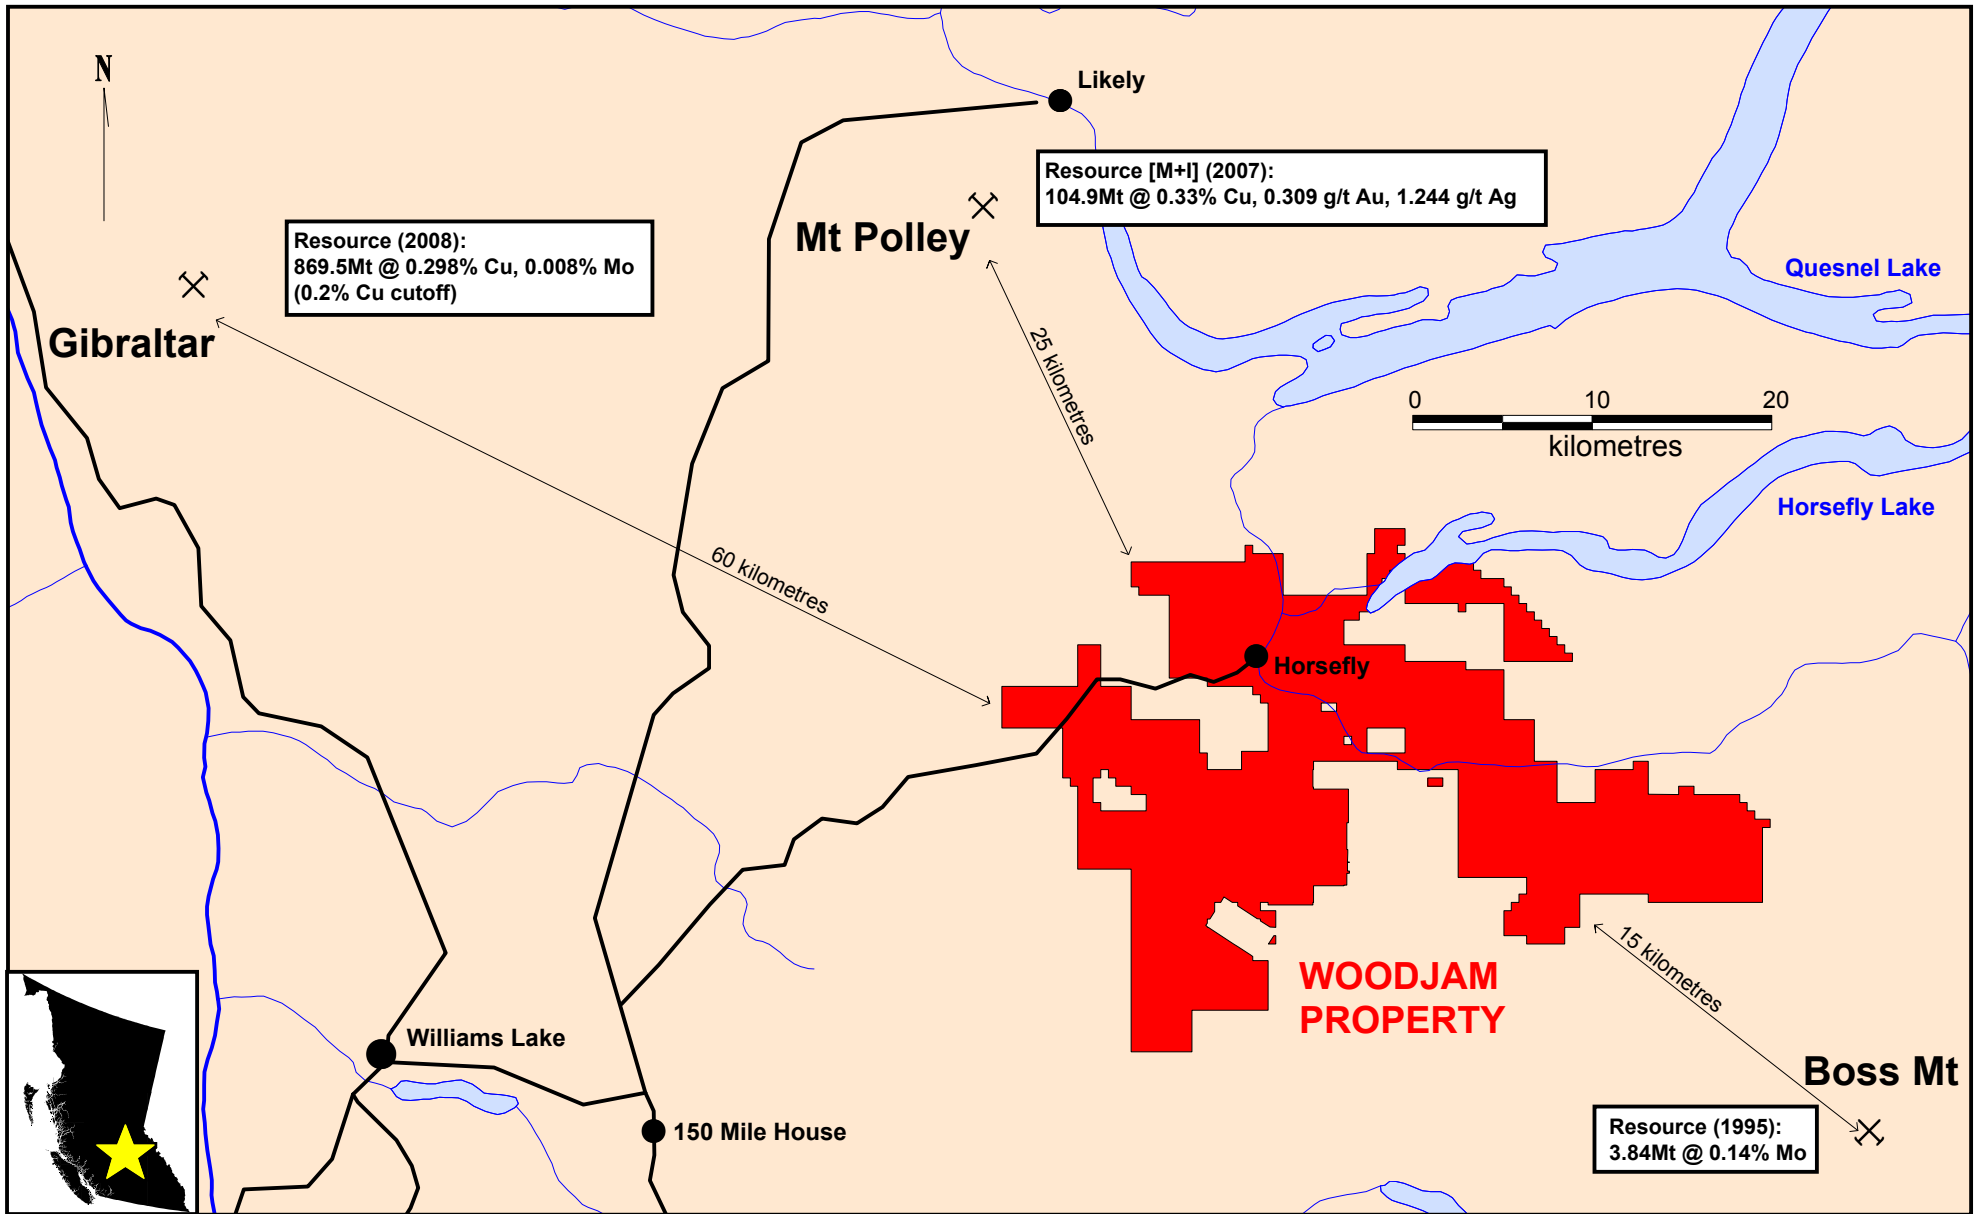 N
Likely
Resource [M+I] (2007):
104.9Mt @ 0.33% Cu, 0.309 g/t Au, 1.244 g/t Ag
Mt Polley
Resource (2008):
869.5Mt @ 0.298% Cu, 0.008% Mo
(0.2% Cu cutoff)
Gibraltar
Quesnel Lake
25 kilometres
0 10 20
kilometres
Horsefly Lake
60 kilometres
Horsefly
WOODJAM
PROPERTY
15 kilometres
Williams Lake
Boss Mt
150 Mile House
Resource (1995):
3.84Mt @ 0.14% Mo